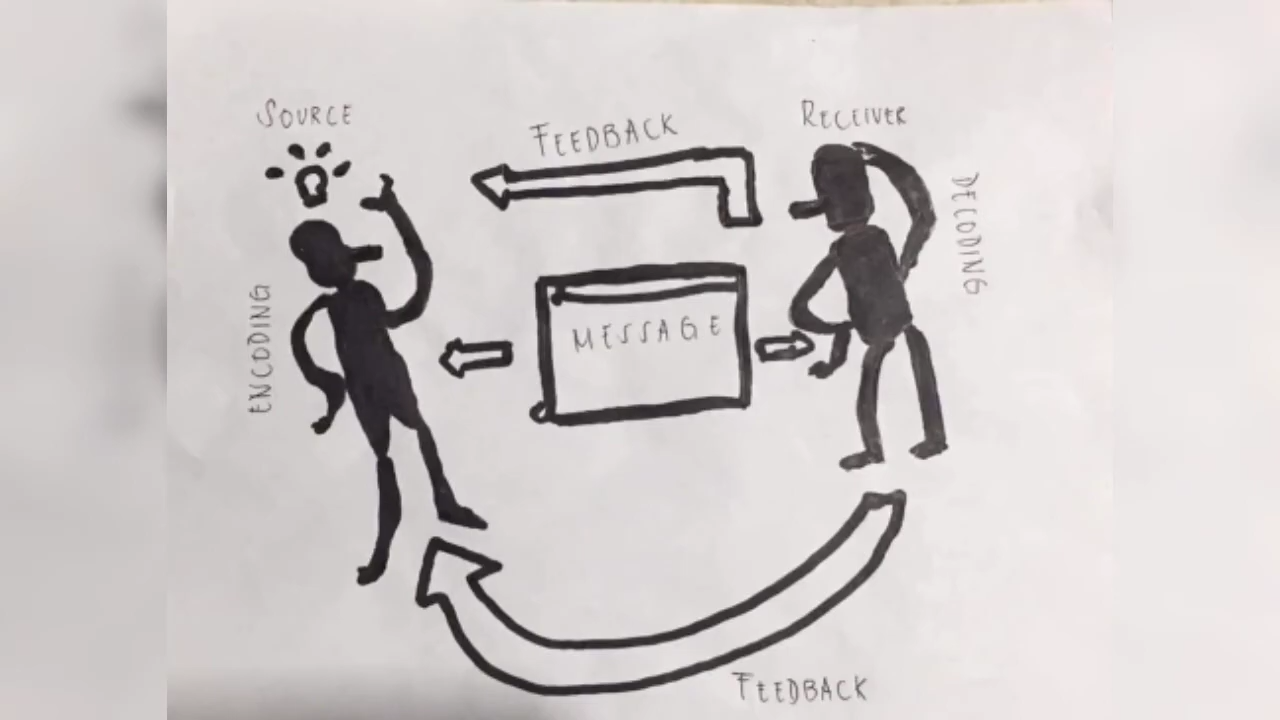 SOURCE
FEEDBACK
RECEIVER
DECODING
ENCODING
MESSAGE
FEEDBACK